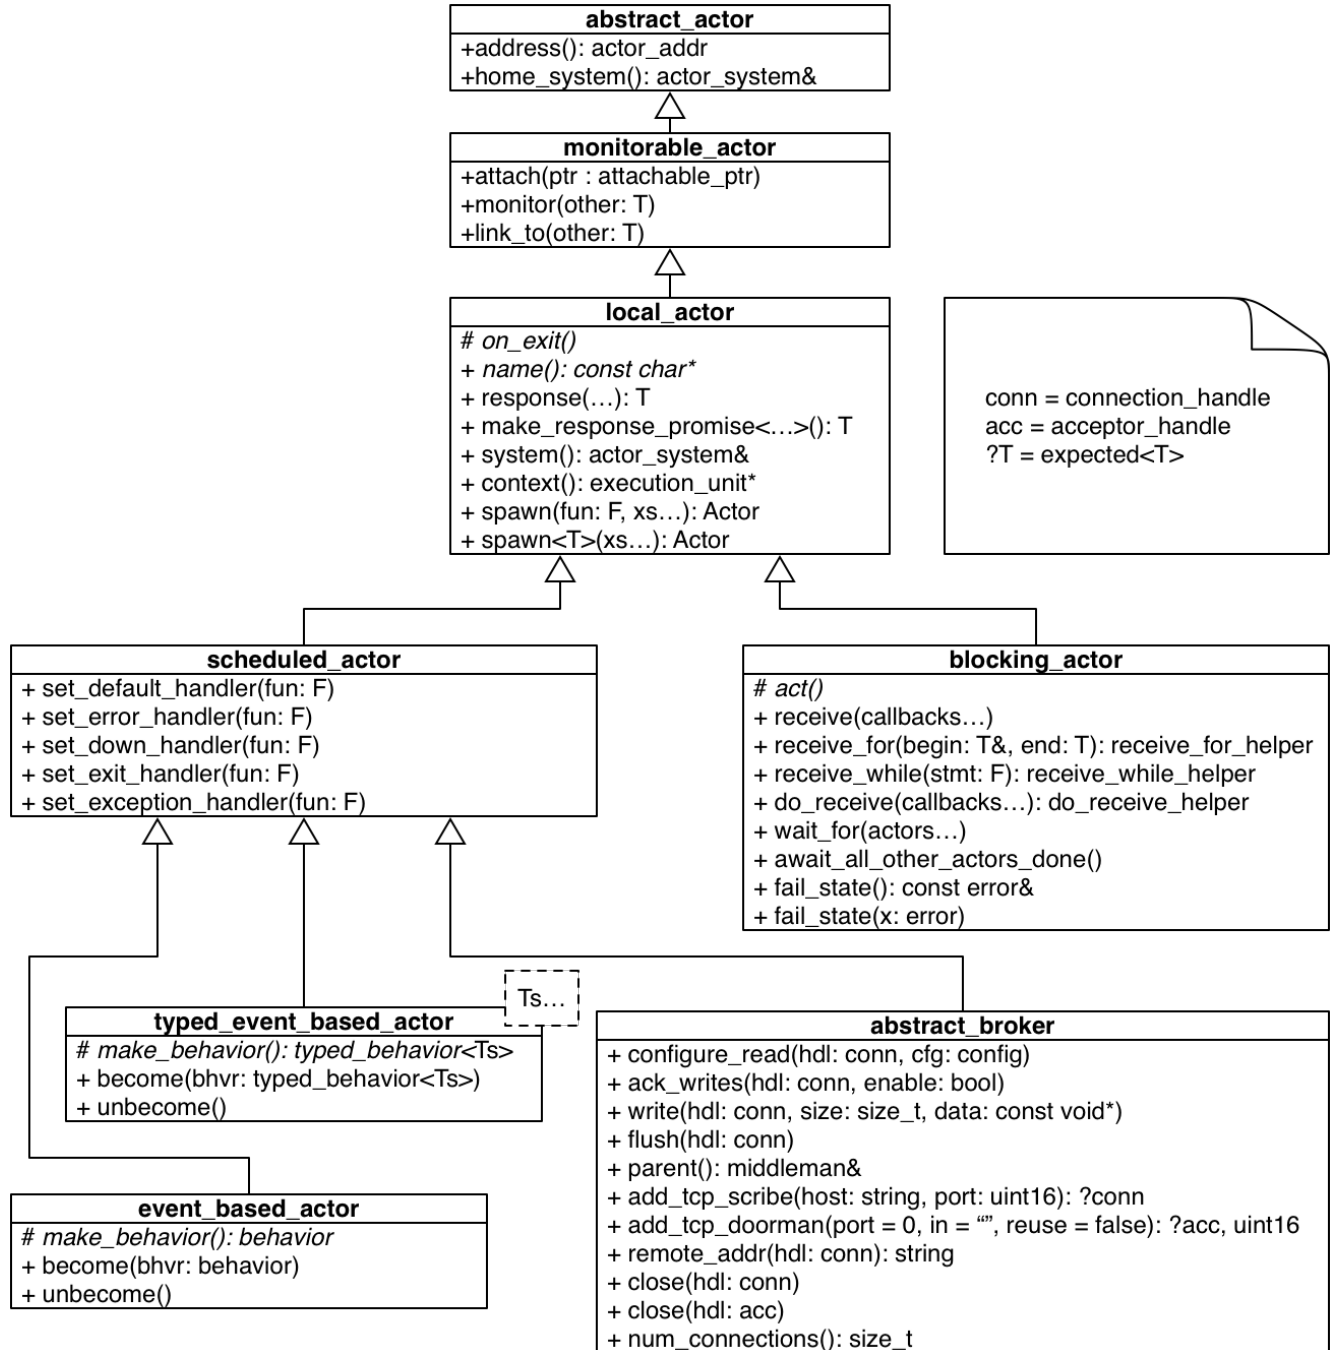 abstract_actor
+address(): actor_addr
+home_system(): actor_system&
monitorable_actor
+attach(ptr : attachable_ptr)
+monitor(other: T)
+link_to(other: T)
local_actor
# on_exit()
+ name(): const char*
+ response(…): T
+ make_response_promise<…>(): T
+ system(): actor_system&
+ context(): execution_unit*
+ spawn(fun: F, xs…): Actor
+ spawn<T>(xs…): Actor
conn = connection_handle
acc = acceptor_handle
?T = expected<T>
scheduled_actor
+ set_default_handler(fun: F)
+ set_error_handler(fun: F)
+ set_down_handler(fun: F)
+ set_exit_handler(fun: F)
+ set_exception_handler(fun: F)
blocking_actor
# act()
+ receive(callbacks…)
+ receive_for(begin: T&, end: T): receive_for_helper
+ receive_while(stmt: F): receive_while_helper
+ do_receive(callbacks…): do_receive_helper
+ wait_for(actors…)
+ await_all_other_actors_done()
+ fail_state(): const error&
+ fail_state(x: error)
Ts…
typed_event_based_actor
# make_behavior(): typed_behavior<Ts>
+ become(bhvr: typed_behavior<Ts>)
+ unbecome()
event_based_actor
# make_behavior(): behavior
+ become(bhvr: behavior)
+ unbecome()
abstract_broker
+ configure_read(hdl: conn, cfg: config)
+ ack_writes(hdl: conn, enable: bool)
+ write(hdl: conn, size: size_t, data: const void*)
+ flush(hdl: conn)
+ parent(): middleman&
+ add_tcp_scribe(host: string, port: uint16): ?conn
+ add_tcp_doorman(port = 0, in = “”, reuse = false): ?acc, uint16
+ remote_addr(hdl: conn): string
+ close(hdl: conn)
+ close(hdl: acc)
+ num_connections(): size_t